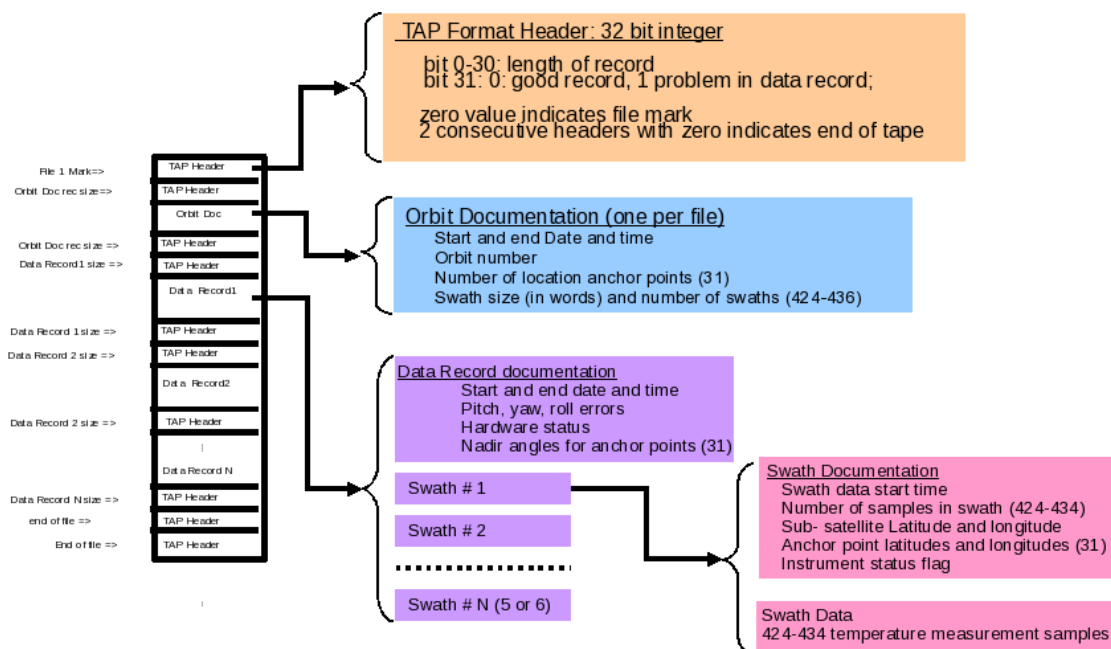 TAP Format Header: 32 bit integer
bit 0-30: length of record
bit 31: 0: good record, 1 problem in data record;
zero value indicates file mark
2 consecutive headers with zero indicates end of tape
File 1 Mark=>
TAP Header
Orbit Doc rec size=>
TAP Header
Orbit Doc
Orbit Doc rec size =>
TAP Header
Data Record1 size =>
TAP Header
Data Record1
Data Record 1 size =>
TAP Header
Data Record 2 size =>
TAP Header
Data Record2
Data Record 2 size =>
TAP Header
Data Record N
Data Record N size =>
TAP Header
end of file =>
TAP Header
End of file =>
TAP Header
Orbit Documentation (one per file)
Start and end Date and time
Orbit number
Number of location anchor points (31)
Swath size (in words) and number of swaths (424-436)
Data Record documentation
Start and end date and time
Pitch, yaw, roll errors
Hardware status
Nadir angles for anchor points (31)
Swath # 1
Swath # 2
Swath # N (5 or 6)
Swath Documentation
Swath data start time
Number of samples in swath (424-434)
Sub- satellite Latitude and longitude
Anchor point latitudes and longitudes (31)
Instrument status flag
Swath Data
424-434 temperature measurement samples